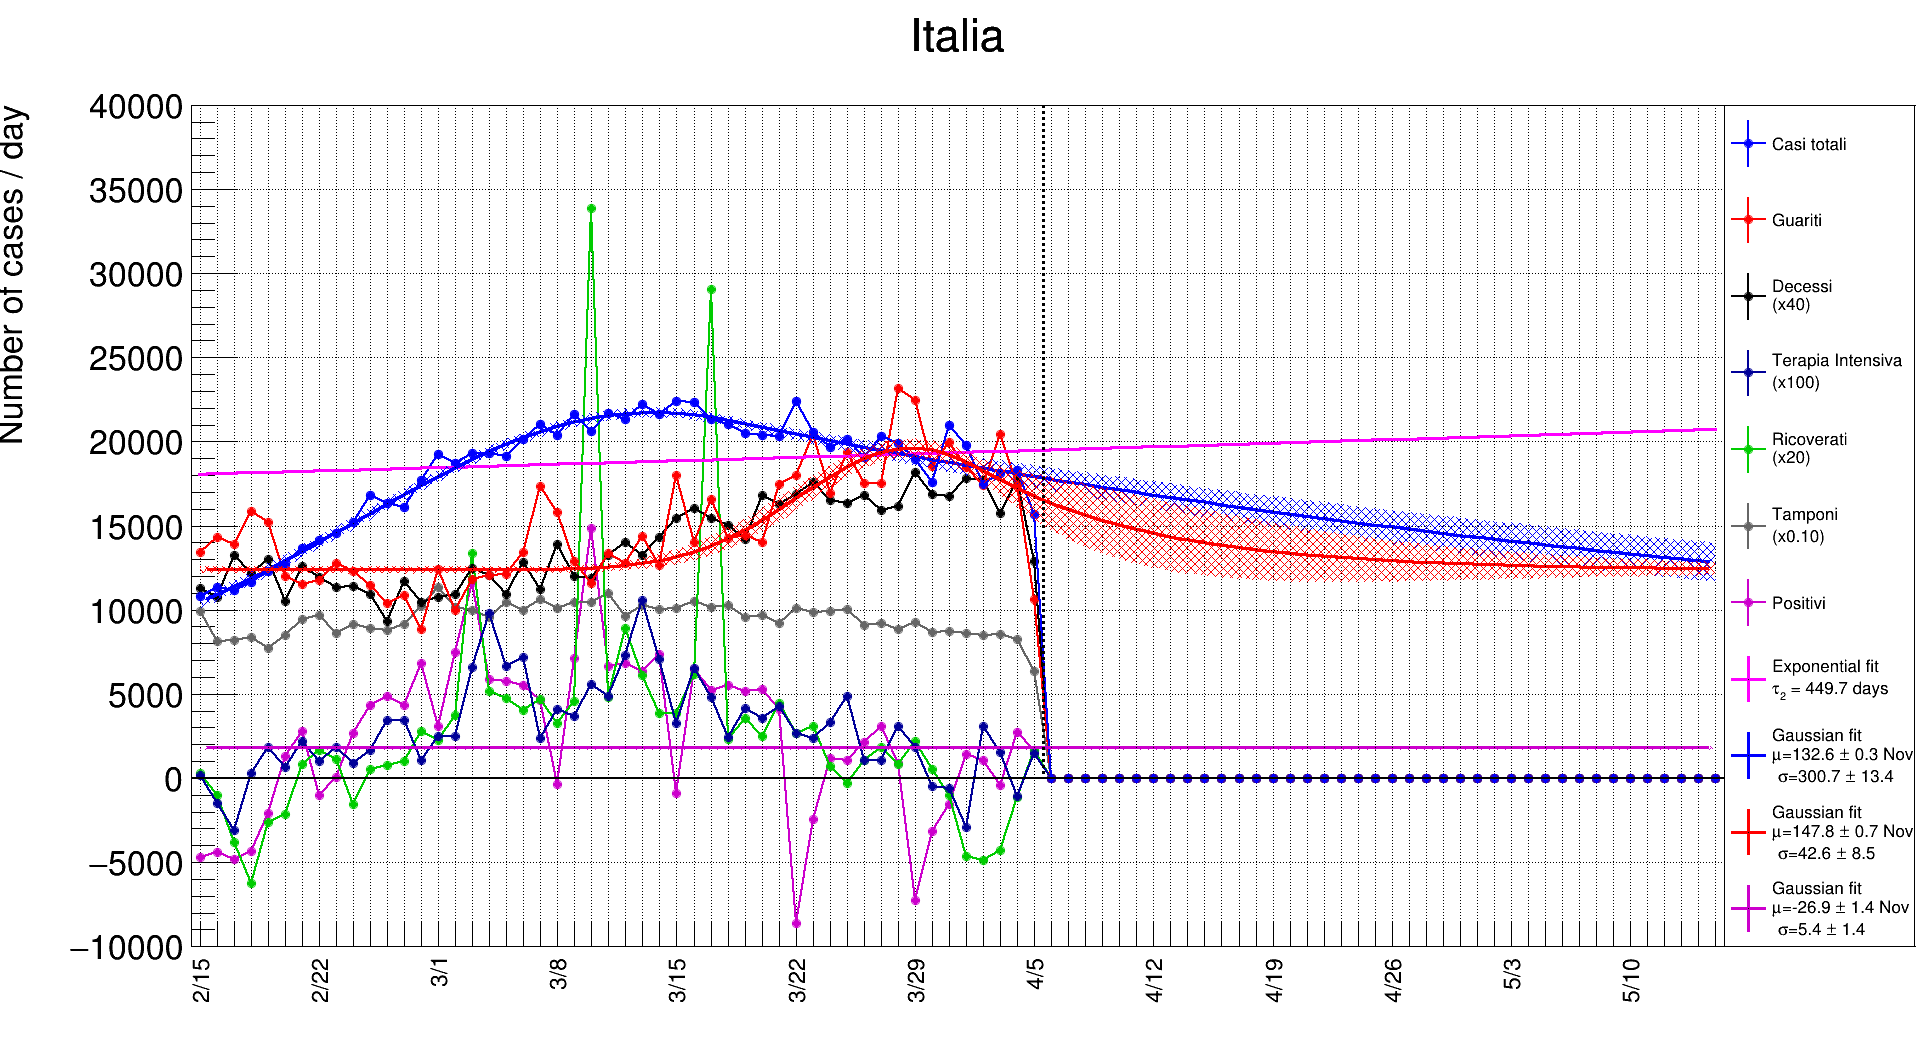 Italia
Number of cases / day
40000
35000
30000
25000
20000
15000
10000
5000
0
−5000
−10000
2/15
2/22
3/1
3/8
3/15
3/22
3/29
4/5
4/12
4/19
4/26
5/3
5/10
Casi totali
Guariti
Decessi
(x40)
Terapia Intensiva
(x100)
Ricoverati
(x20)
Tamponi
(x0.10)
Positivi
Exponential fit
τ2 = 449.7 days
Gaussian fit
μ=132.6 ± 0.3 Nov
σ=300.7 ± 13.4
Gaussian fit
μ=147.8 ± 0.7 Nov
σ=42.6 ± 8.5
Gaussian fit
μ=-26.9 ± 1.4 Nov
σ=5.4 ± 1.4